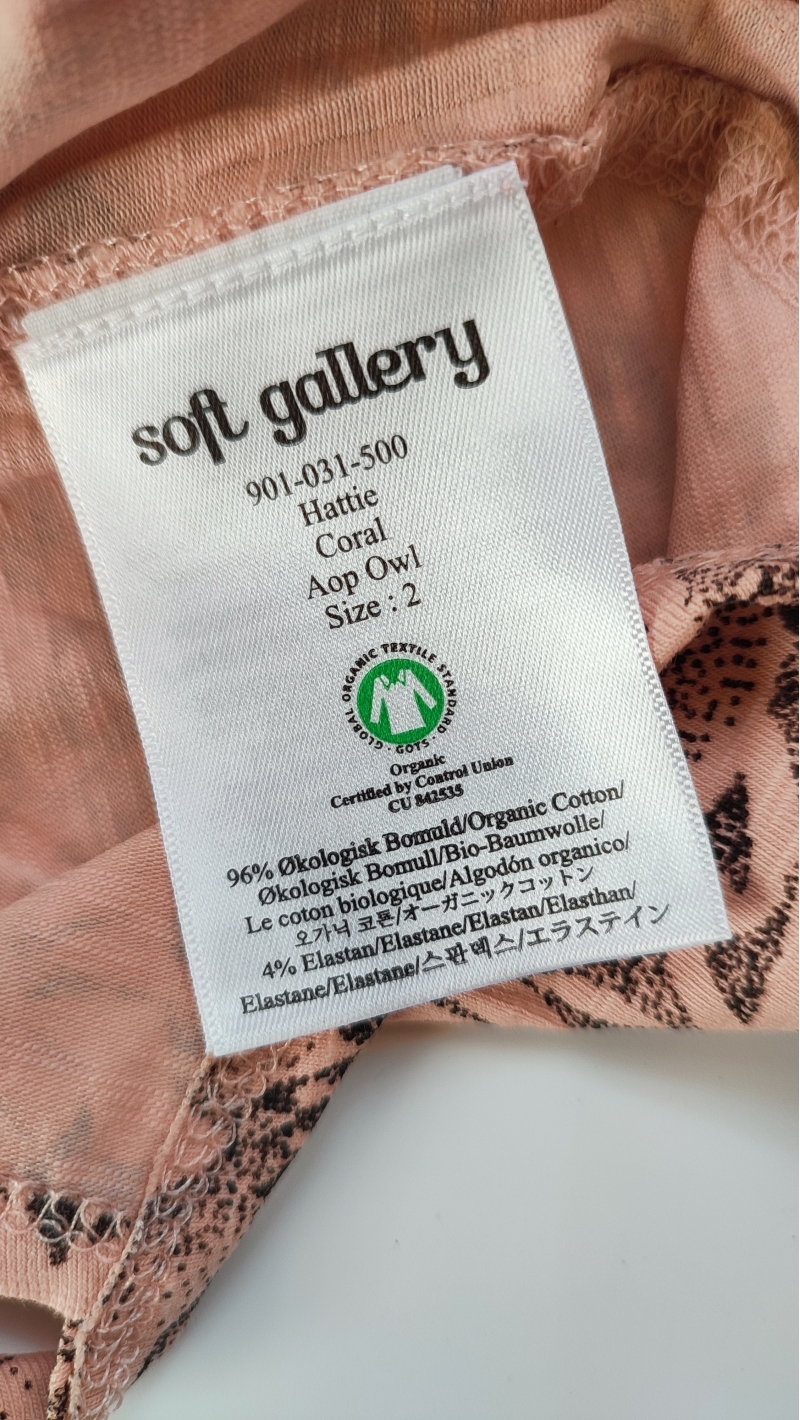 soft gallery
901-031-500
Hattie
Coral
Aop Owl
Size : 2
GLOBAL ORGANIC TEXTILE STANDARD · GOTS ·
Organic
Certified by Control Union
CU 842535
96% Økologisk Bomuld/Organic Cotton/
Økologisk Bomull/Bio-Baumwolle/
Le coton biologique/Algodón organico/
오가닉 코튼/オーガニックコットン
4% Elastan/Elastane/Elastan/Elasthan/
Elastane/Elastane/스판덱스/エラステイン